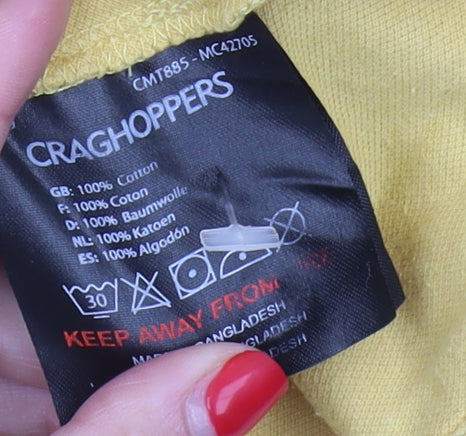 CMT885 - MC42705
CRAGHOPPERS
GB: 100% Cotton
F: 100% Coton
D: 100% Baumwolle
NL: 100% Katoen
ES: 100% Algodón
30
KEEP AWAY FROM
BANGLADESH